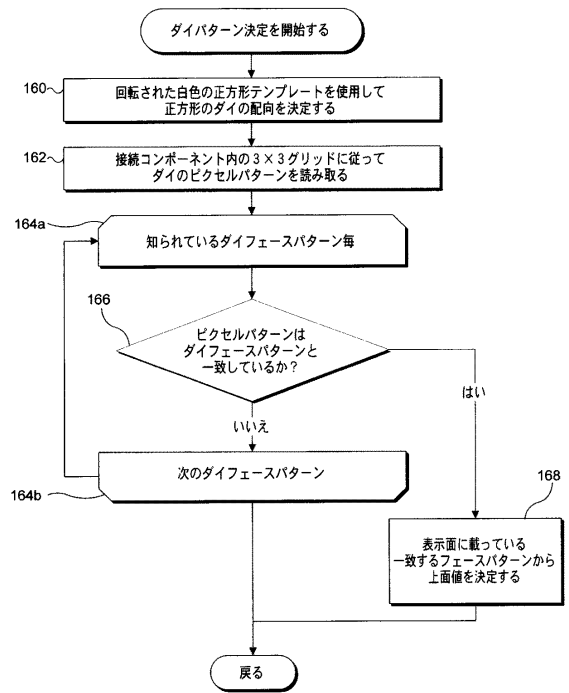 ダイパターン決定を開始する
160
回転された白色の正方形テンプレートを使用して
正方形のダイの配向を決定する
162
接続コンポーネント内の3×3グリッドに従って
ダイのピクセルパターンを読み取る
164a
知られているダイフェースパターン毎
166
ピクセルパターンは
ダイフェースパターンと
一致しているか?
はい
いいえ
次のダイフェースパターン
164b
168
表示面に載っている
一致するフェースパターンから
上面値を決定する
戻る